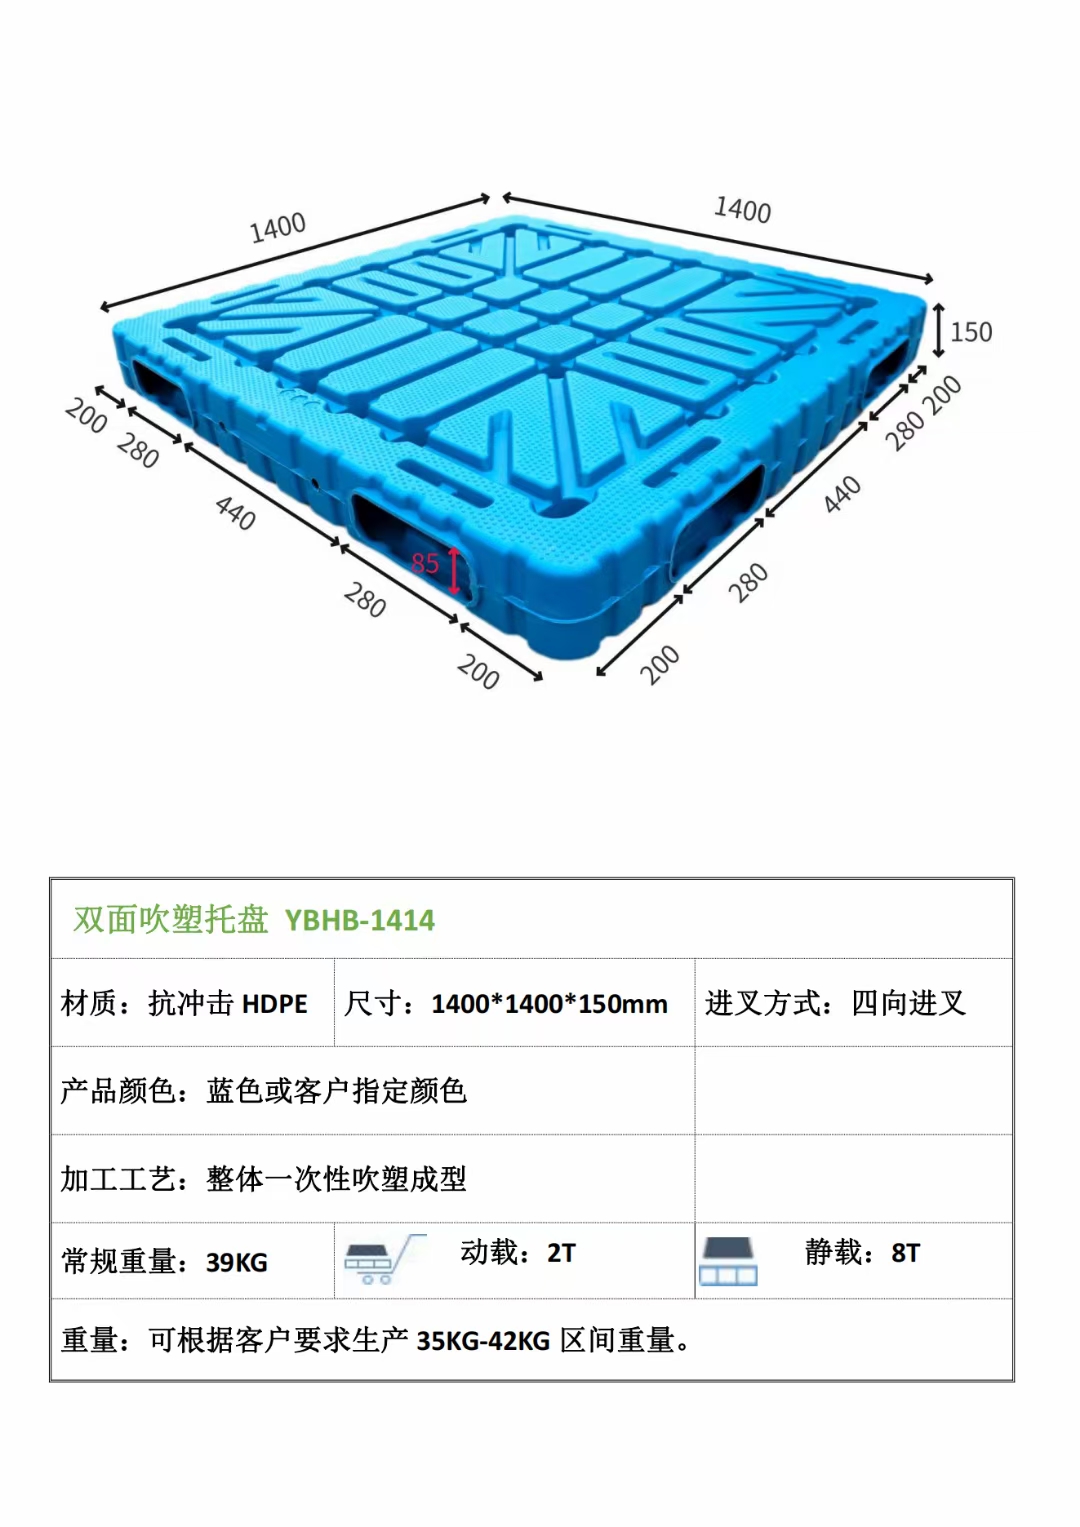 1400
1400
150
200
280
440
280
200
85
200
280
440
280
200
双面吹塑托盘 YBHB-1414
材质：抗冲击 HDPE 尺寸：1400*1400*150mm 进叉方式：四向进叉
产品颜色：蓝色或客户指定颜色
加工工艺：整体一次性吹塑成型
常规重量：39KG 动载：2T 静载：8T
重量：可根据客户要求生产 35KG-42KG 区间重量。